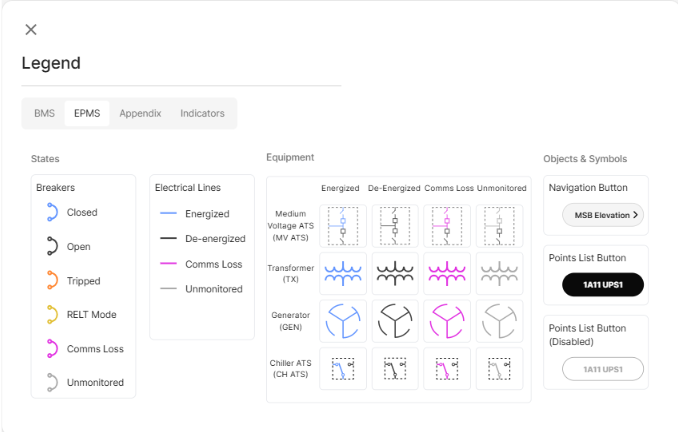 Legend
BMS
EPMS
Appendix
Indicators
States
Breakers
Closed
Open
Tripped
RELT Mode
Comms Loss
Unmonitored
Electrical Lines
Energized
De-energized
Comms Loss
Unmonitored
Equipment
Energized De-Energized Comms Loss Unmonitored
Medium
Voltage ATS
(MV ATS)
Transformer
(TX)
Generator
(GEN)
Chiller ATS
(CH ATS)
Objects & Symbols
Navigation Button
MSB Elevation
Points List Button
1A11 UPS1
Points List Button
(Disabled)
1A11 UPS1